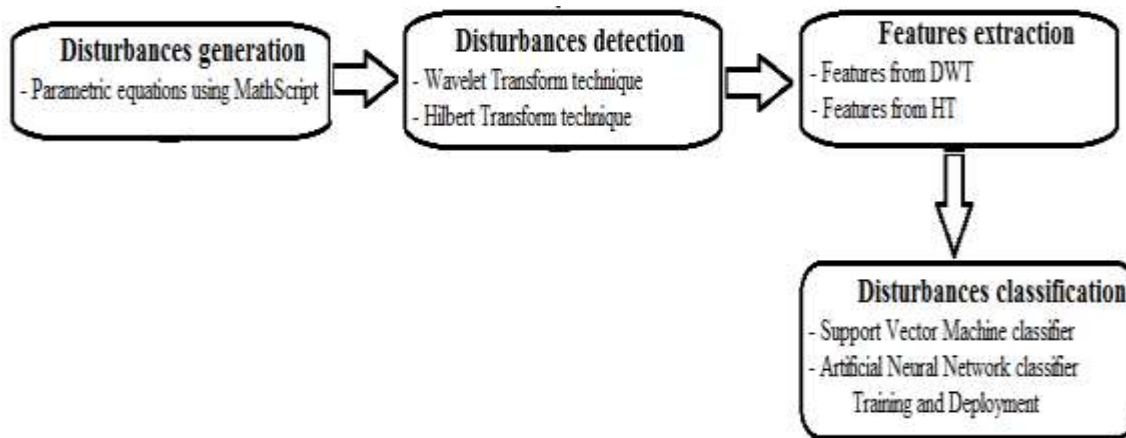 Disturbances generation
- Parametric equations using MathScript
Disturbances detection
- Wavelet Transform technique
- Hilbert Transform technique
Features extraction
- Features from DWT
- Features from HT
Disturbances classification
- Support Vector Machine classifier
- Artificial Neural Network classifier
Training and Deployment